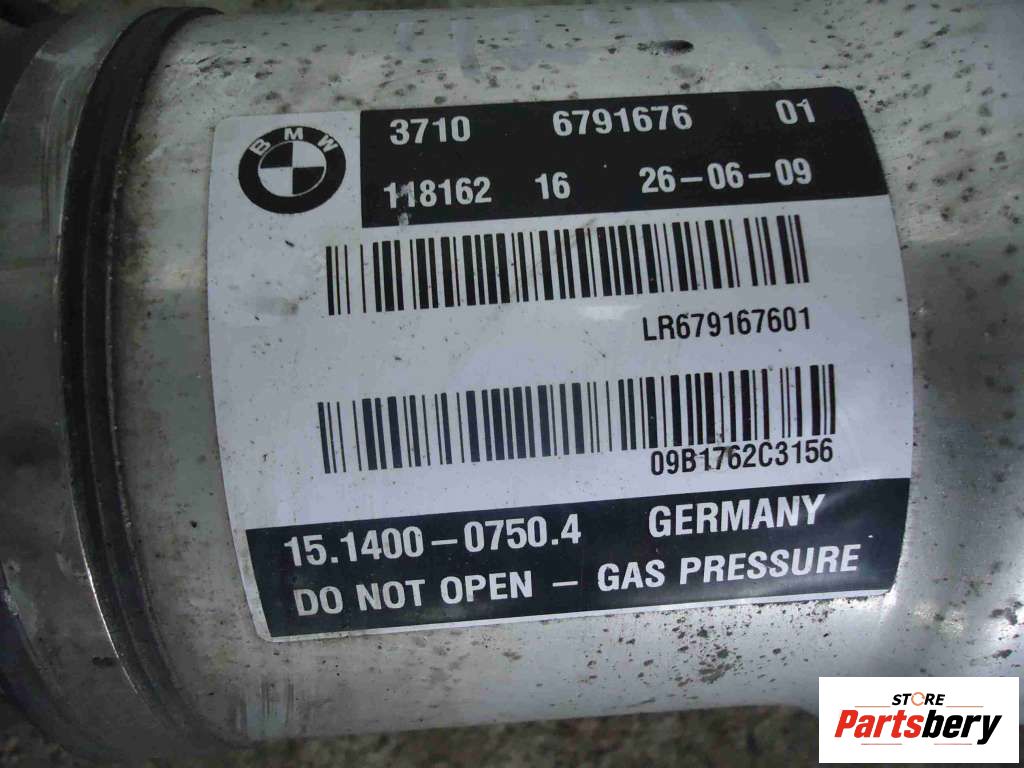 BMW
3710 6791676 01
118162 16 26-06-09
LR679167601
09B1762C3156
15.1400-0750.4 GERMANY
DO NOT OPEN - GAS PRESSURE
STORE
Partsbery